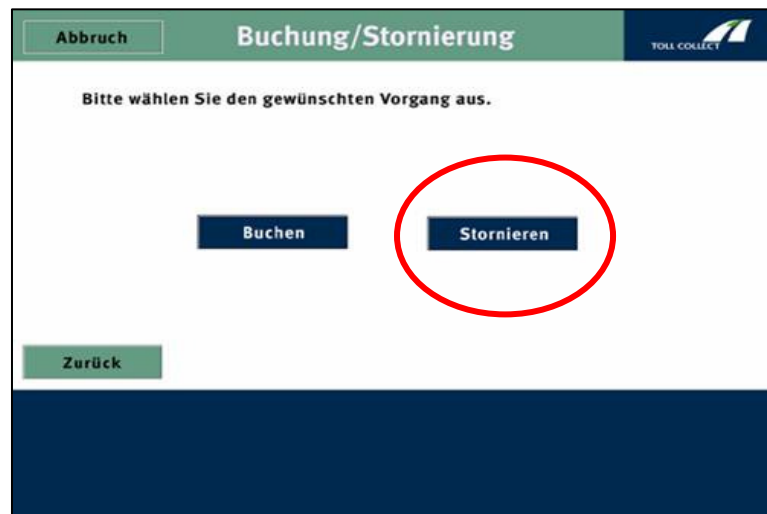 Abbruch
Buchung/Stornierung
TOLL COLLECT
Bitte wählen Sie den gewünschten Vorgang aus.
Buchen
Stornieren
Zurück